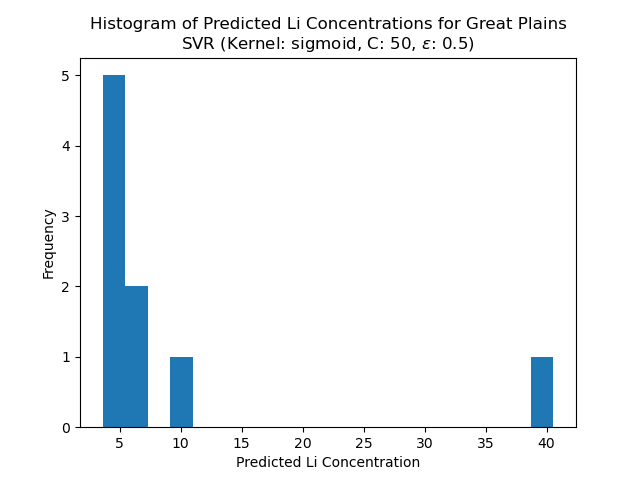 Histogram of Predicted Li Concentrations for Great Plains
SVR (Kernel: sigmoid, C: 50, ε: 0.5)
Frequency
5
4
3
2
1
0
5 10 15 20 25 30 35 40
Predicted Li Concentration